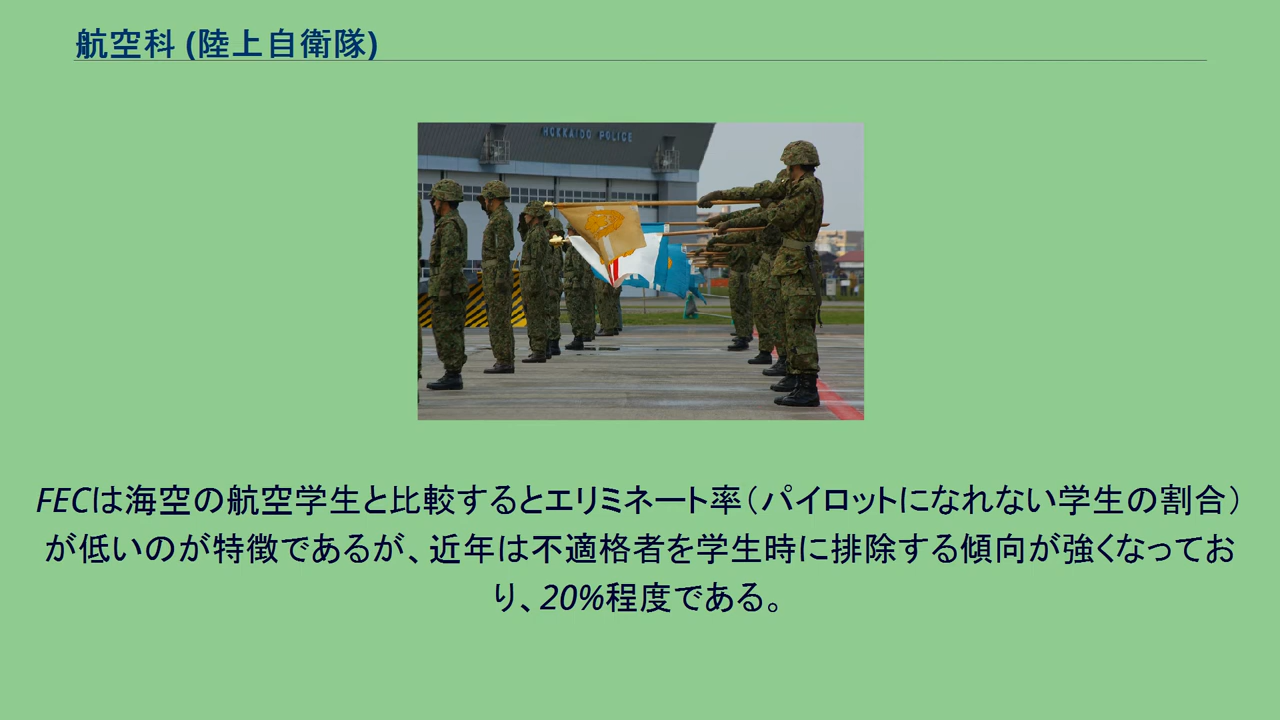 航空科 (陸上自衛隊)
HOKKAIDO POLICE
FECは海空の航空学生と比較するとエリミネート率（パイロットになれない学生の割合）
が低いのが特徴であるが、近年は不適格者を学生時に排除する傾向が強くなってお
り、20%程度である。